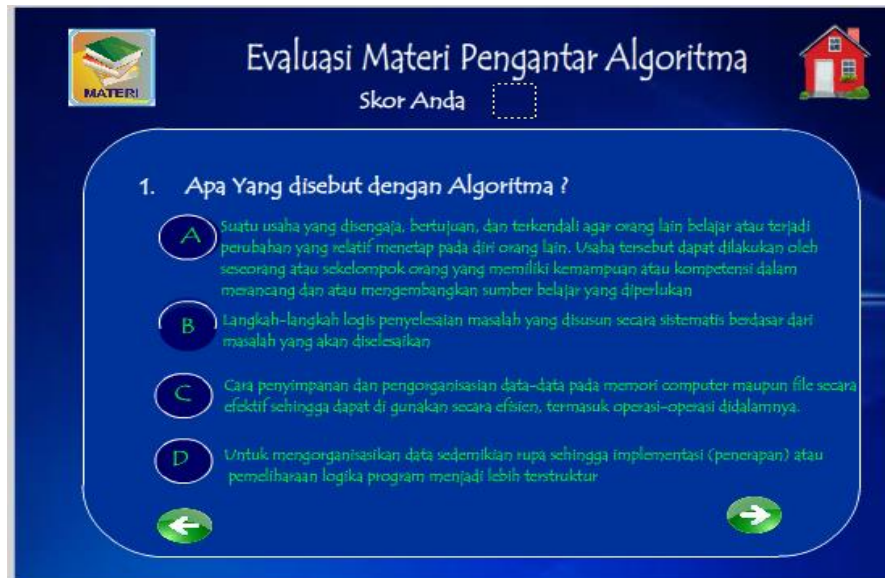 MATERI
Evaluasi Materi Pengantar Algoritma
Skor Anda
1. Apa Yang disebut dengan Algoritma ?
A Suatu usaha yang disengaja, bertujuan, dan terkendali agar orang lain belajar atau terjadi
perubahan yang relatif menetap pada diri orang lain. Usaha tersebut dapat dilakukan oleh
seseorang atau sekelompok orang yang memiliki kemampuan atau kompetensi dalam
merancang dan atau mengembangkan sumber belajar yang diperlukan
B Langkah-langkah logis penyelesaian masalah yang disusun secara sistematis berdasar dari
masalah yang akan diselesaikan
C Cara penyimpanan dan pengorganisasian data-data pada memori computer maupun file secara
efektif sehingga dapat di gunakan secara efisien, termasuk operasi-operasi didalamnya.
D Untuk mengorganisasikan data sedemikian rupa sehingga implementasi (penerapan) atau
pemeliharaan logika program menjadi lebih terstruktur